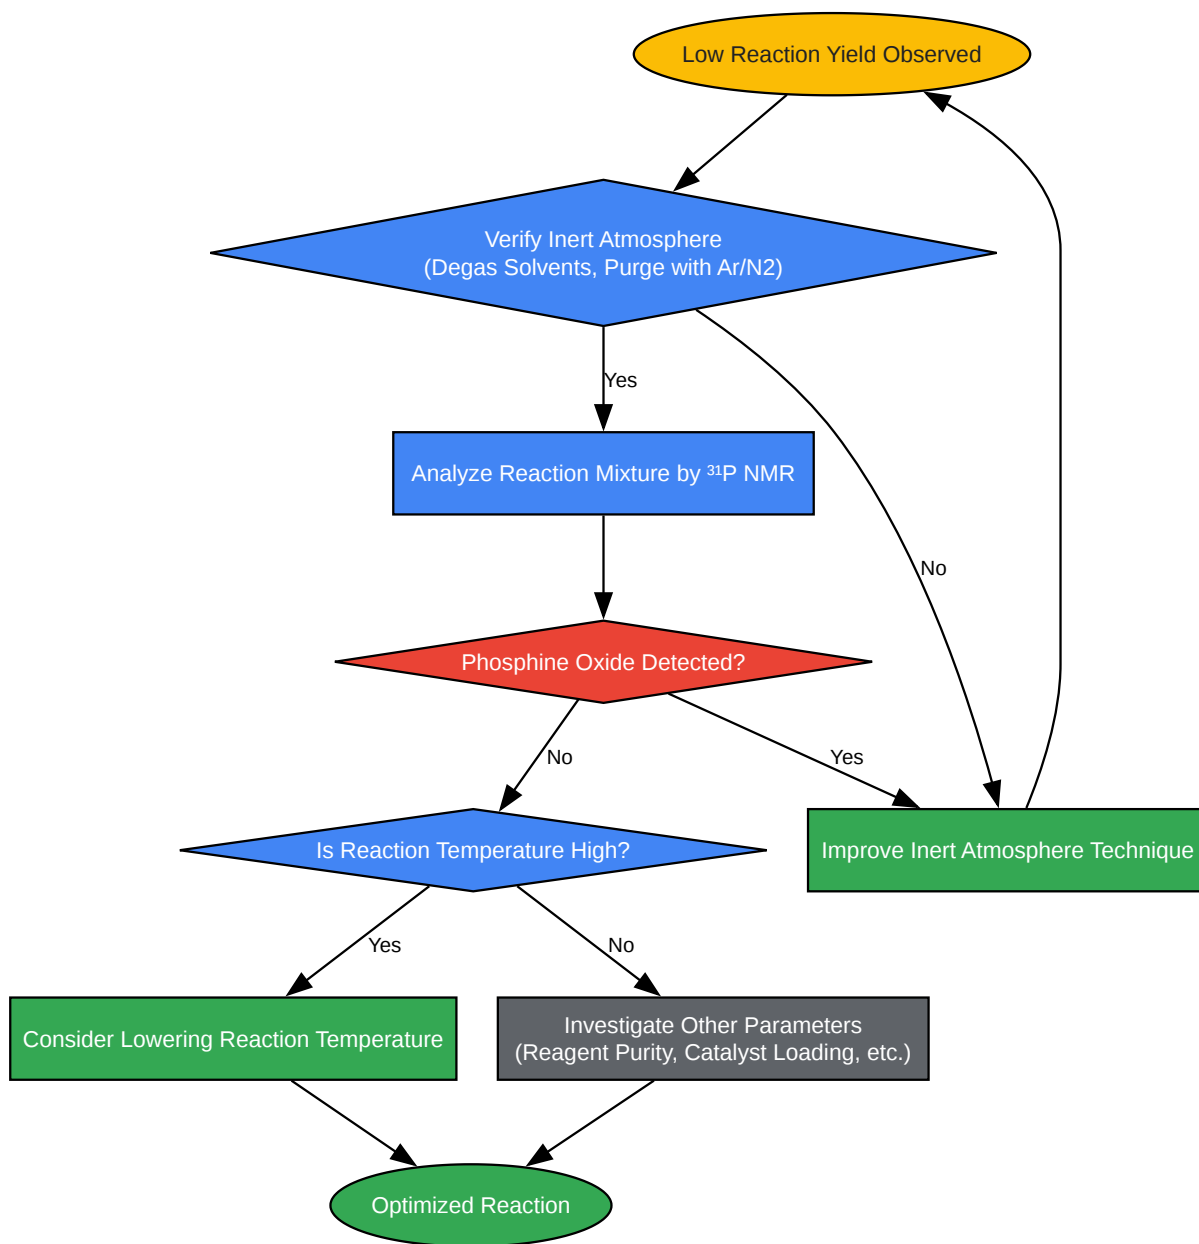 Low Reaction Yield Observed
Verify Inert Atmosphere
(Degas Solvents, Purge with Ar/N2)
Yes
Analyze Reaction Mixture by ³¹P NMR
No
Phosphine Oxide Detected?
No
Yes
Is Reaction Temperature High?
Improve Inert Atmosphere Technique
Yes
No
Consider Lowering Reaction Temperature
Investigate Other Parameters
(Reagent Purity, Catalyst Loading, etc.)
Optimized Reaction